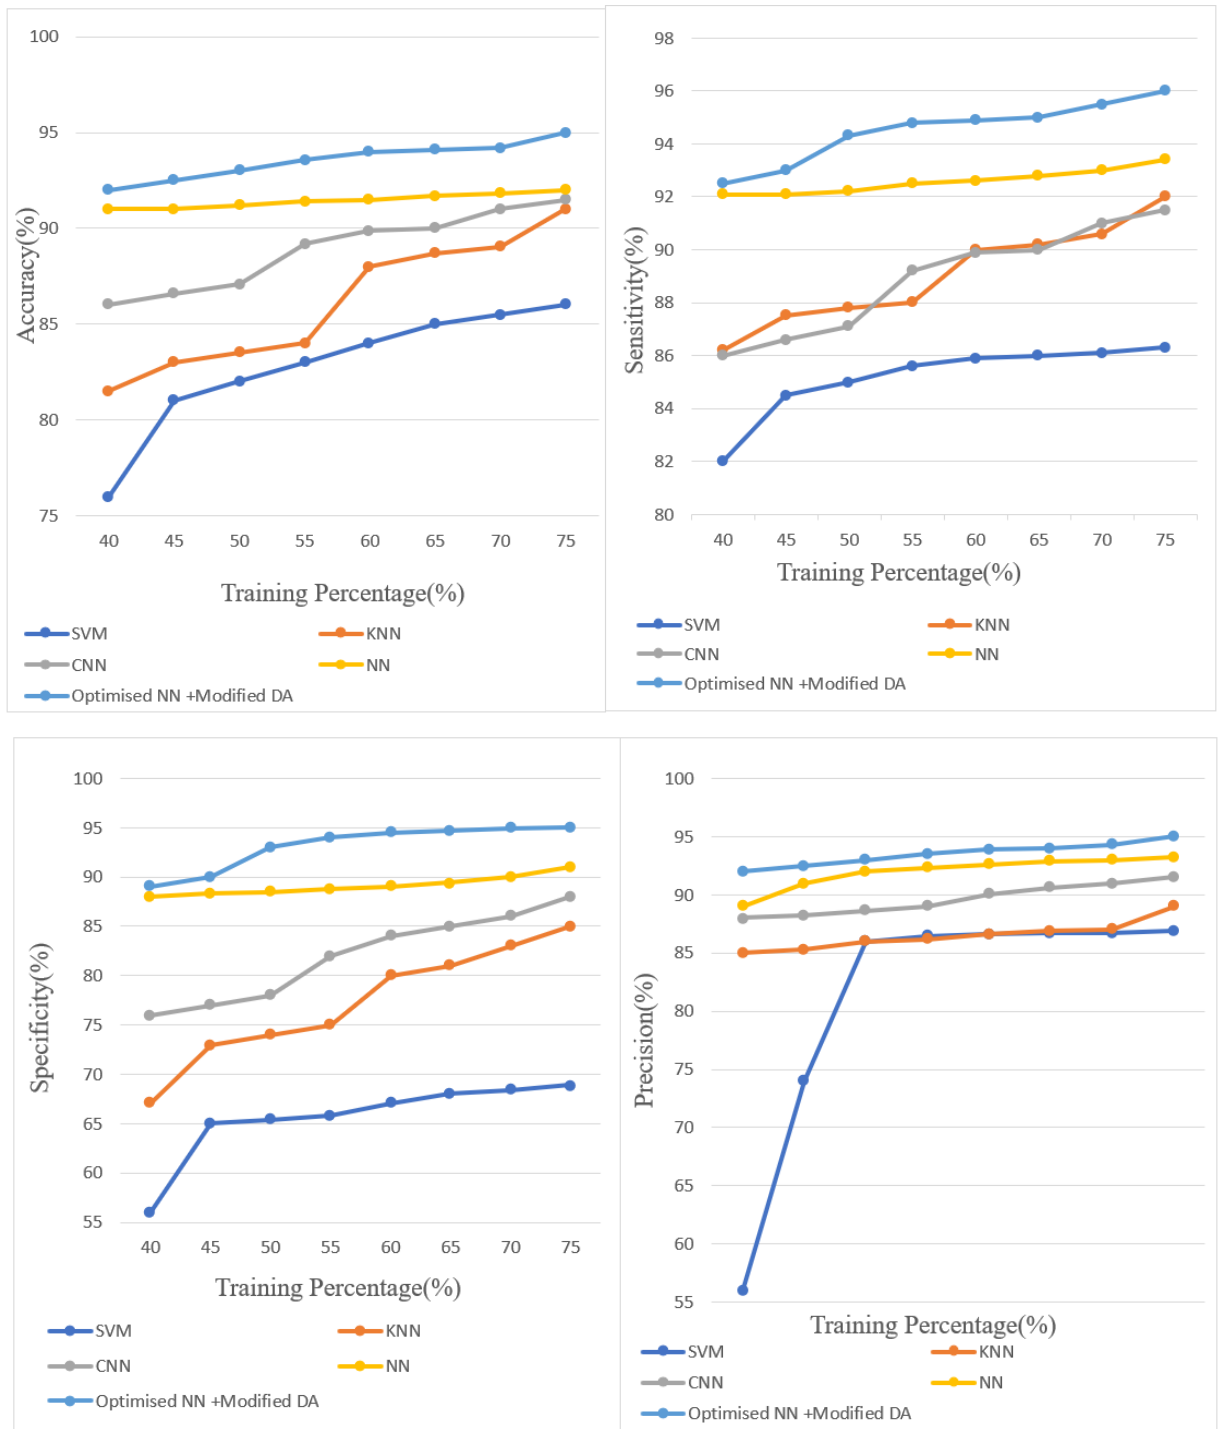 100
95
90
85
80
75
Accuracy(%)
40 45 50 55 60 65 70 75
Training Percentage(%)
SVM KNN
CNN NN
Optimised NN +Modified DA
98
96
94
92
90
88
86
84
82
80
Sensitivity(%)
40 45 50 55 60 65 70 75
Training Percentage(%)
SVM KNN
CNN NN
Optimised NN +Modified DA
100
95
90
85
80
75
70
65
60
55
Specificity(%)
40 45 50 55 60 65 70 75
Training Percentage(%)
SVM KNN
CNN NN
Optimised NN +Modified DA
100
95
90
85
80
75
70
65
60
55
Precision(%)
Training Percentage(%)
SVM KNN
CNN NN
Optimised NN +Modified DA